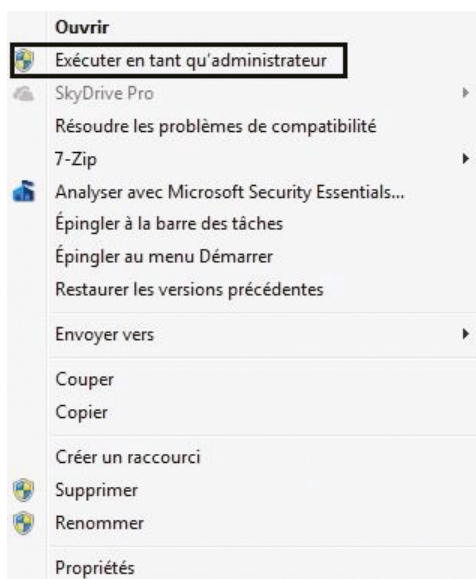 Ouvrir
Exécuter en tant qu'administrateur
SkyDrive Pro
Résoudre les problèmes de compatibilité
7-Zip
Analyser avec Microsoft Security Essentials...
Épingler à la barre des tâches
Épingler au menu Démarrer
Restaurer les versions précédentes
Envoyer vers
Couper
Copier
Créer un raccourci
Supprimer
Renommer
Propriétés